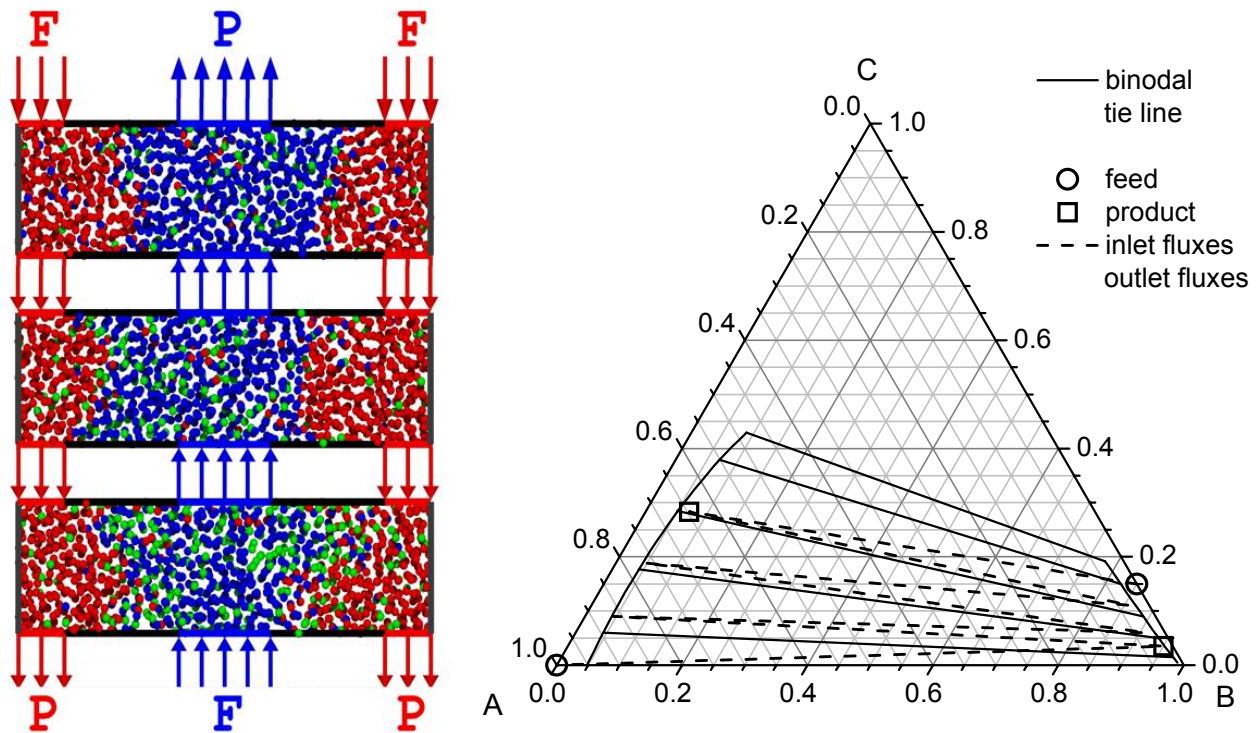 F P F
P F P
C
0.0 1.0
0.2 0.8
0.4 0.6
0.6 0.4
0.8 0.2
1.0 0.0
0.0 0.2 0.4 0.6 0.8 1.0
A B
binodal
tie line
feed
product
inlet fluxes
outlet fluxes